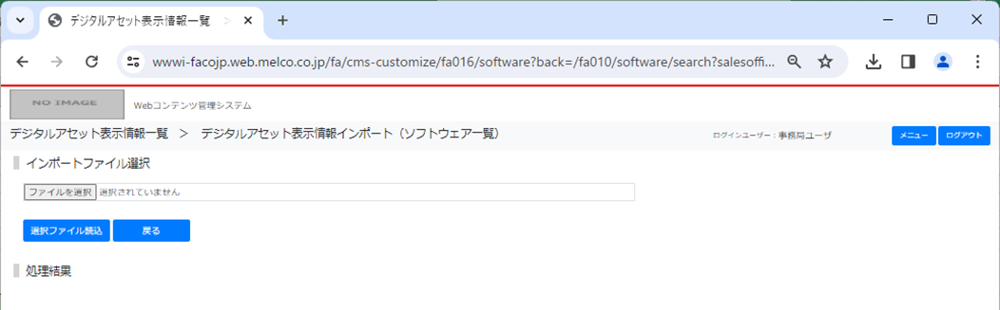 デジタルアセット表示情報一覧　>
wwwi-facojp.web.melco.co.jp/fa/cms-customize/fa016/software?back=/fa010/software/search?salesoffi...
NO IMAGE
Webコンテンツ管理システム
デジタルアセット表示情報一覧　>　デジタルアセット表示情報インポート（ソフトウェア一覧）
ログインユーザー：事務局ユーザ
メニュー
ログアウト
インポートファイル選択
ファイルを選択 選択されていません
選択ファイル読込
戻る
処理結果